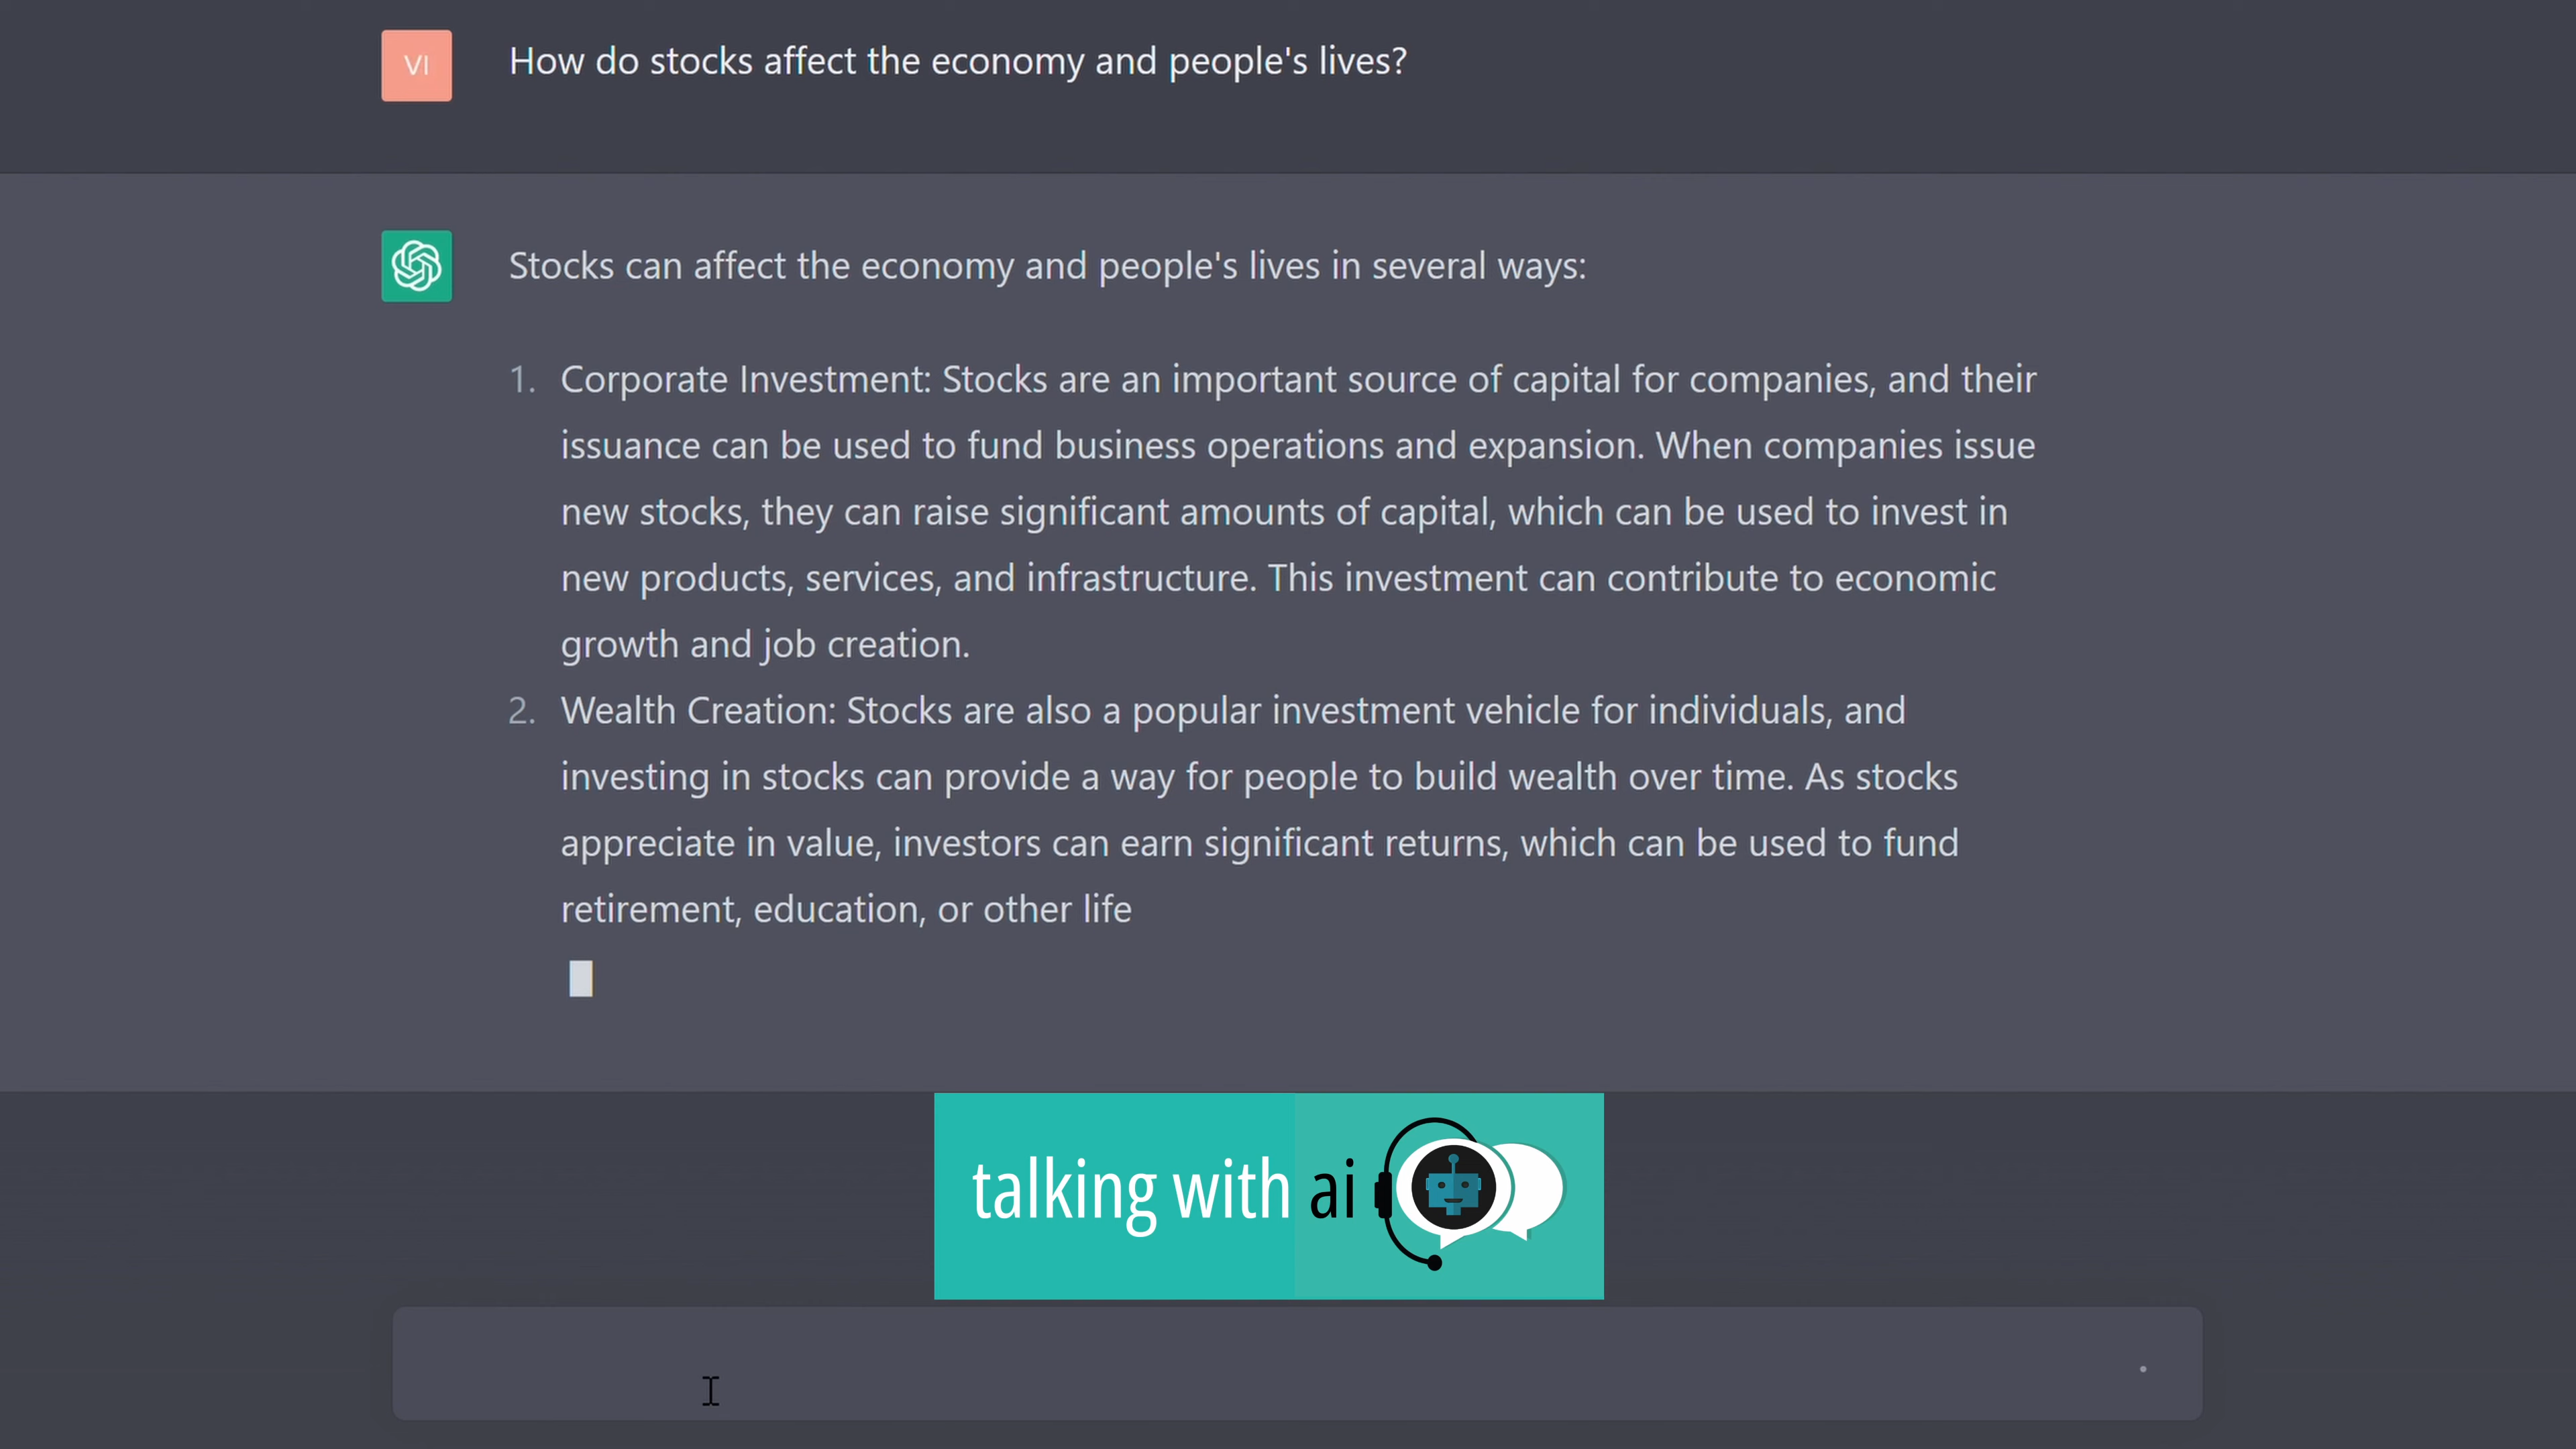 VI
How do stocks affect the economy and people's lives?
Stocks can affect the economy and people's lives in several ways:
1. Corporate Investment: Stocks are an important source of capital for companies, and their
issuance can be used to fund business operations and expansion. When companies issue
new stocks, they can raise significant amounts of capital, which can be used to invest in
new products, services, and infrastructure. This investment can contribute to economic
growth and job creation.
2. Wealth Creation: Stocks are also a popular investment vehicle for individuals, and
investing in stocks can provide a way for people to build wealth over time. As stocks
appreciate in value, investors can earn significant returns, which can be used to fund
retirement, education, or other life
talking with ai